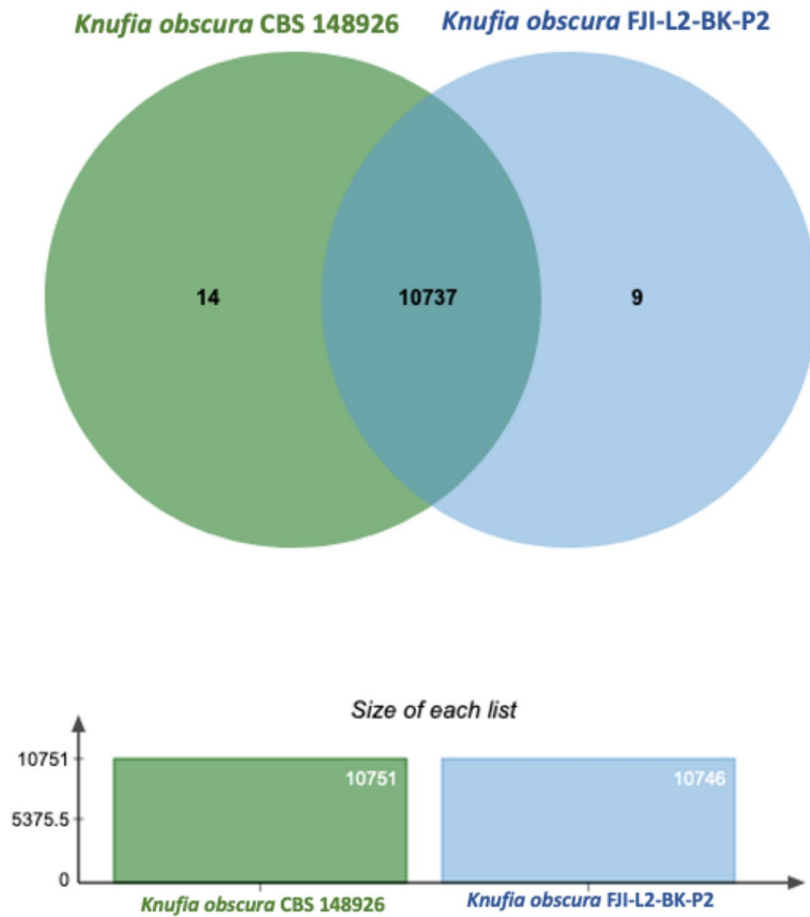 Knufia obscura CBS 148926 Knufia obscura FJI-L2-BK-P2
14 10737 9
Size of each list
10751
10751 10746
5375.5
0
Knufia obscura CBS 148926 Knufia obscura FJI-L2-BK-P2